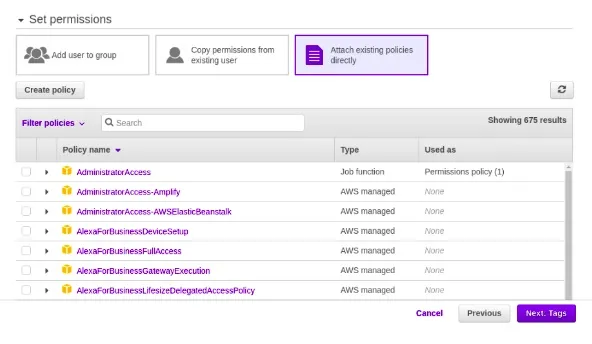 Set permissions
Add user to group
Copy permissions from
existing user
Attach existing policies
directly
Create policy
Filter policies
Search
Showing 675 results
Policy name Type Used as
AdministratorAccess Job function Permissions policy (1)
AdministratorAccess-Amplify AWS managed None
AdministratorAccess-AWSElasticBeanstalk AWS managed None
AlexaForBusinessDeviceSetup AWS managed None
AlexaForBusinessFullAccess AWS managed None
AlexaForBusinessGatewayExecution AWS managed None
AlexaForBusinessLifesizeDelegatedAccessPolicy AWS managed None
Cancel Previous Next: Tags